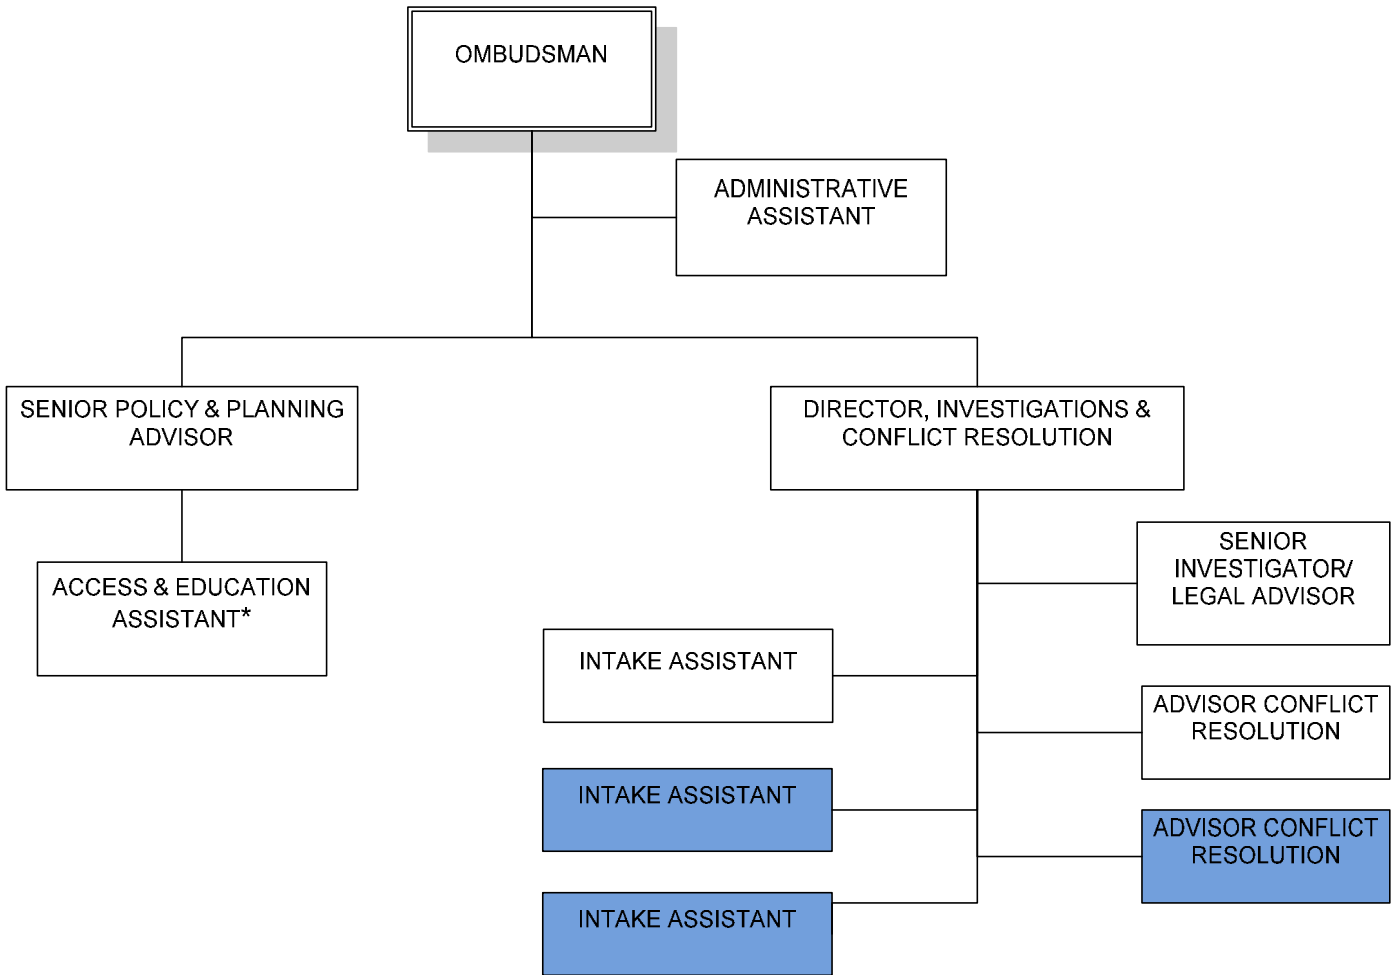 OMBUDSMAN
ADMINISTRATIVE
ASSISTANT
SENIOR POLICY & PLANNING
ADVISOR
DIRECTOR, INVESTIGATIONS &
CONFLICT RESOLUTION
ACCESS & EDUCATION
ASSISTANT*
SENIOR
INVESTIGATOR/
LEGAL ADVISOR
INTAKE ASSISTANT
ADVISOR CONFLICT
RESOLUTION
INTAKE ASSISTANT
ADVISOR CONFLICT
RESOLUTION
INTAKE ASSISTANT